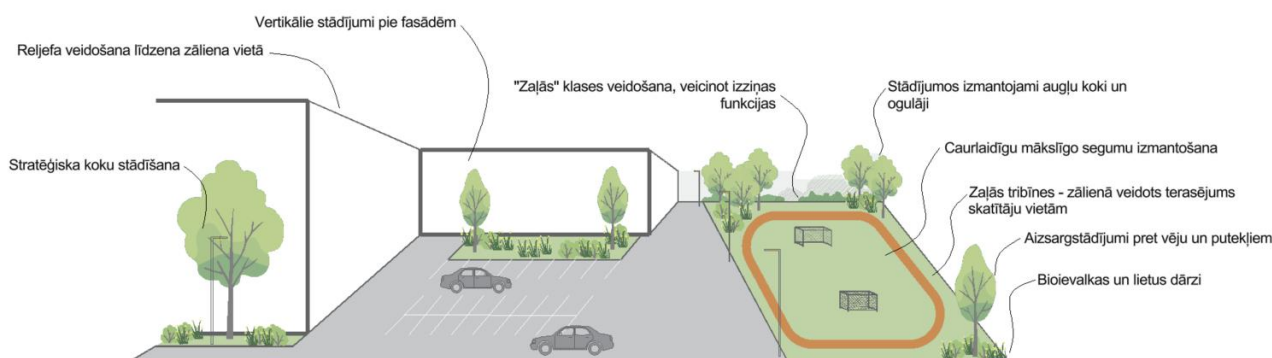 Vertikālie stādījumi pie fasādēm
Reljefa veidošana līdzena zāliena vietā
"Zaļās" klases veidošana, veicinot izziņas
funkcijas
Stādījumos izmantojami augļu koki un
ogulāji
Stratēģiska koku stādīšana
Caurlaidīgu mākslīgo segumu izmantošana
Zaļās tribīnes - zālienā veidots terasējums
skatītāju vietām
Aizsargstādījumi pret vēju un putekļiem
Bioievalkas un lietus dārzi